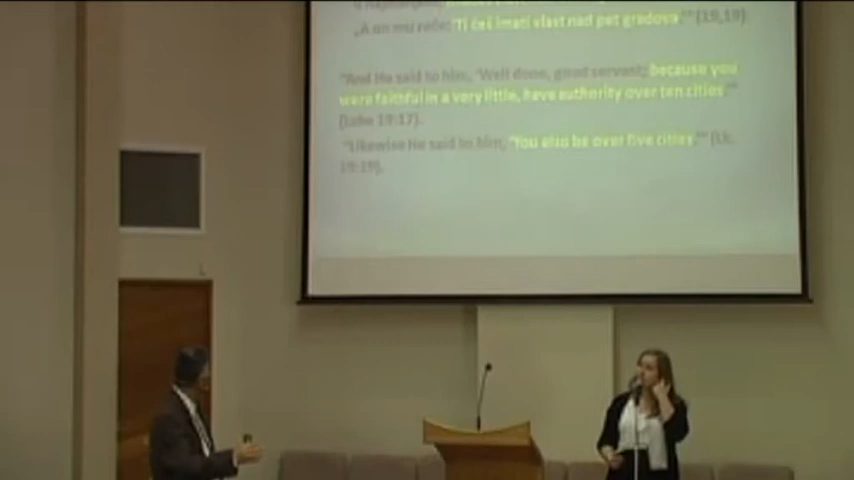 „A on mu reče: 'Ti ćeš imati vlast nad pet gradova.'" (19,19)
"And He said to him, 'Well done, good servant; because you
were faithful in a very little, have authority over ten cities.'"
(Luke 19:17).
"Likewise He said to him, 'You also be over five cities.'" (Lk.
19:19).